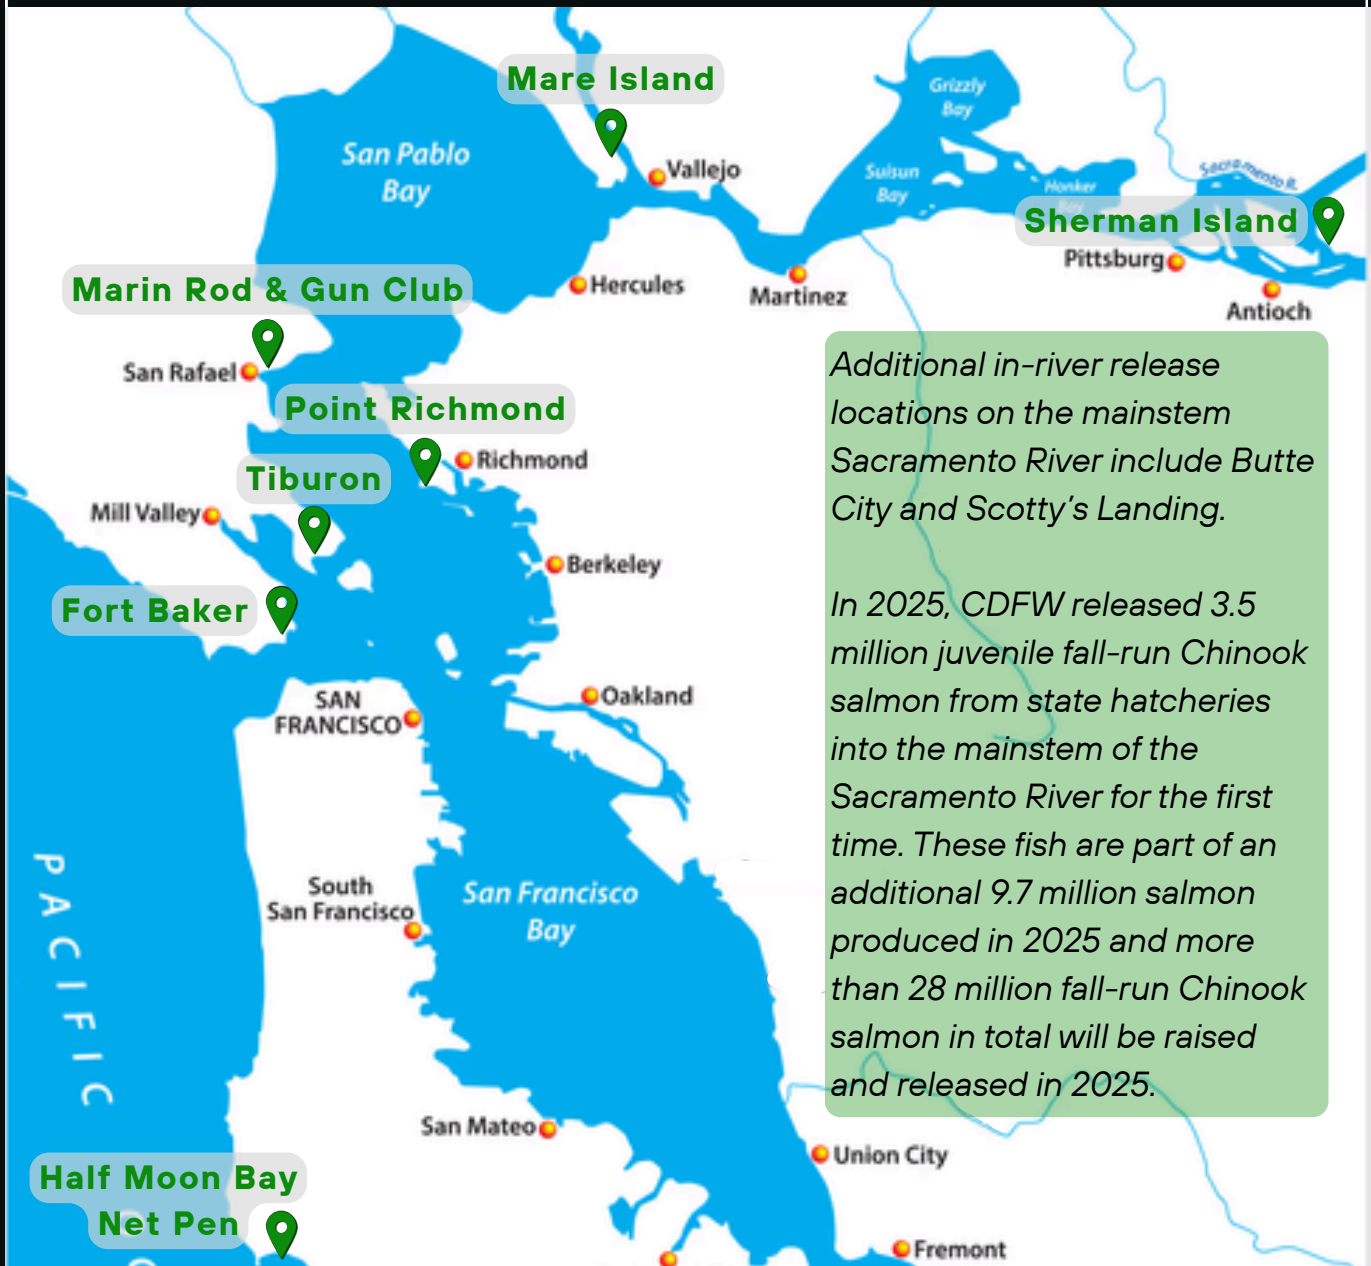 Mare Island
Grizzly
Bay
San Pablo
Bay
Vallejo
Suisun
Bay
Honker
Bay
Sacramento R.
Sherman Island
Pittsburg
Hercules
Martinez
Antioch
Marin Rod & Gun Club
San Rafael
Point Richmond
Richmond
Tiburon
Mill Valley
Berkeley
Fort Baker
SAN
FRANCISCO
Oakland
Additional in-river release
locations on the mainstem
Sacramento River include Butte
City and Scotty's Landing.
In 2025, CDFW released 3.5
million juvenile fall-run Chinook
salmon from state hatcheries
into the mainstem of the
Sacramento River for the first
time. These fish are part of an
additional 9.7 million salmon
produced in 2025 and more
than 28 million fall-run Chinook
salmon in total will be raised
and released in 2025.
PACIFIC
South
San Francisco
San Francisco
Bay
San Mateo
Union City
Half Moon Bay
Net Pen
Fremont